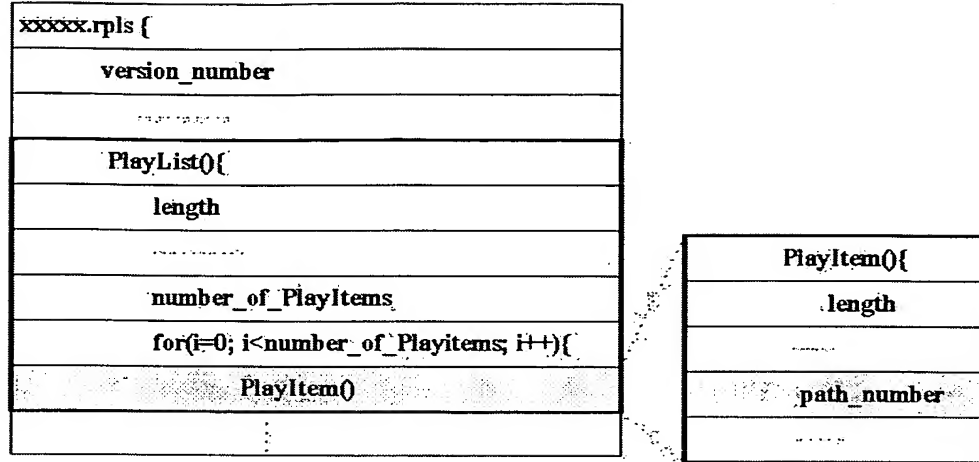 xxxxx.rpls {
version_number
............
PlayList(){
length
............
number_of_PlayItems
for(i=0; i<number_of_Playitems; i++){
PlayItem()
⋮
PlayItem(){
length
......
path_number
......